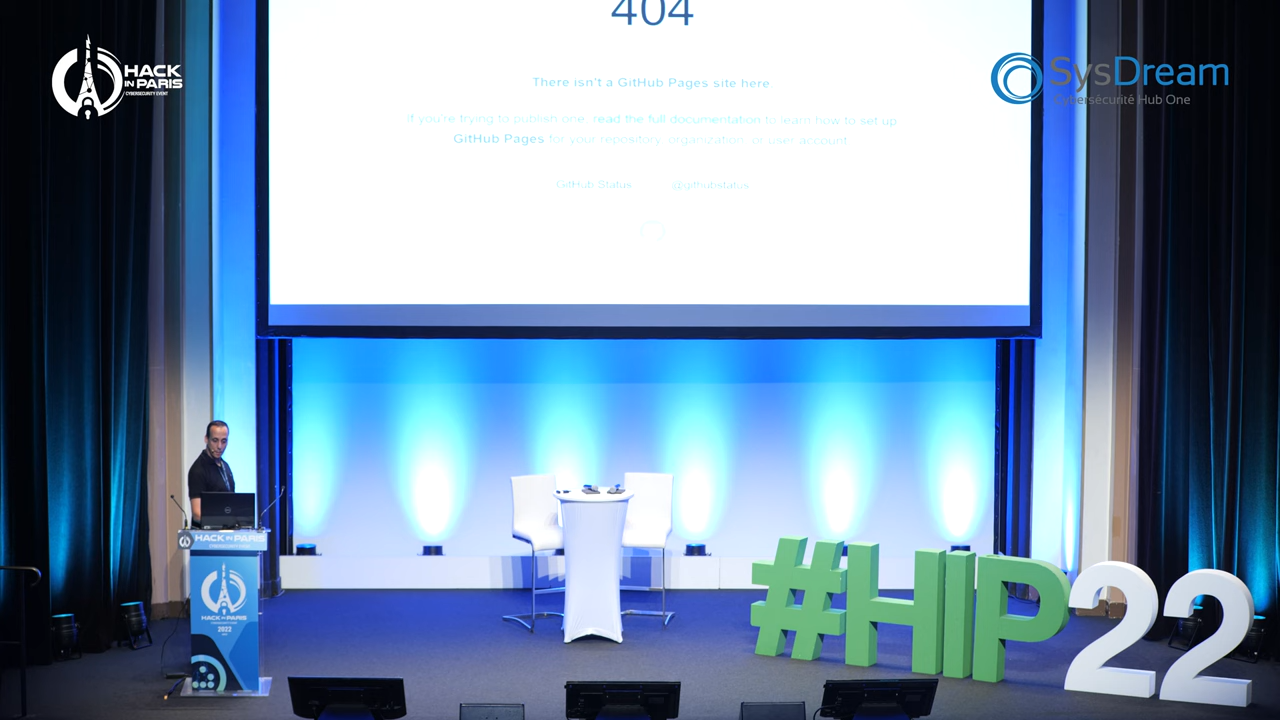 404
There isn't a GitHub Pages site here.
If you're trying to publish one, read the full documentation to learn how to set up
GitHub Pages for your repository, organization, or user account.
GitHub Status
@githubstatus
HACK
IN PARIS
CYBERSECURITY EVENT
SysDream
Cybersécurité Hub One
HACK IN PARIS
HACK IN PARIS
2022
#HIP22